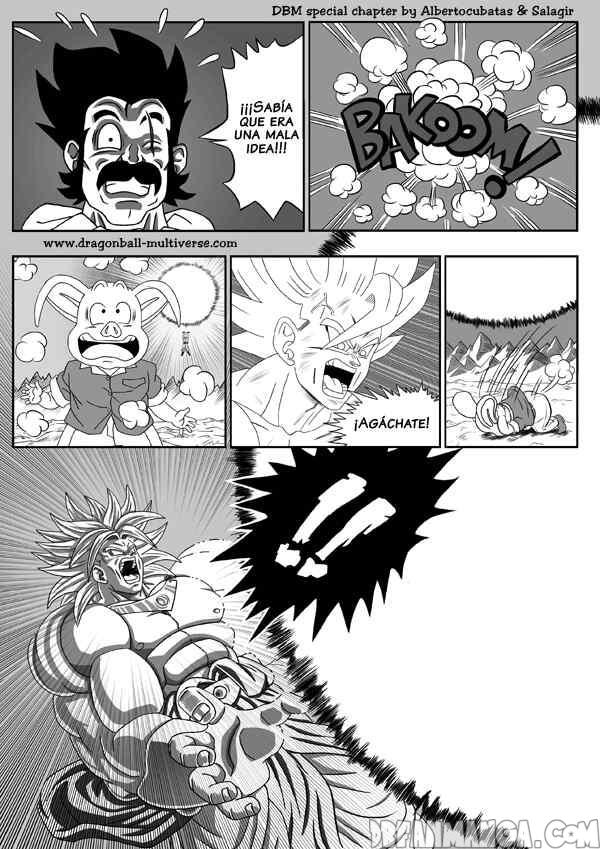 DBM special chapter by Albertocubatas & Salagir
¡¡¡SABÍA
QUE ERA
UNA MALA
IDEA!!!
BAKOOM!
www.dragonball-multiverse.com
¡AGÁCHATE!
!!
DBZANIMANGA.COM